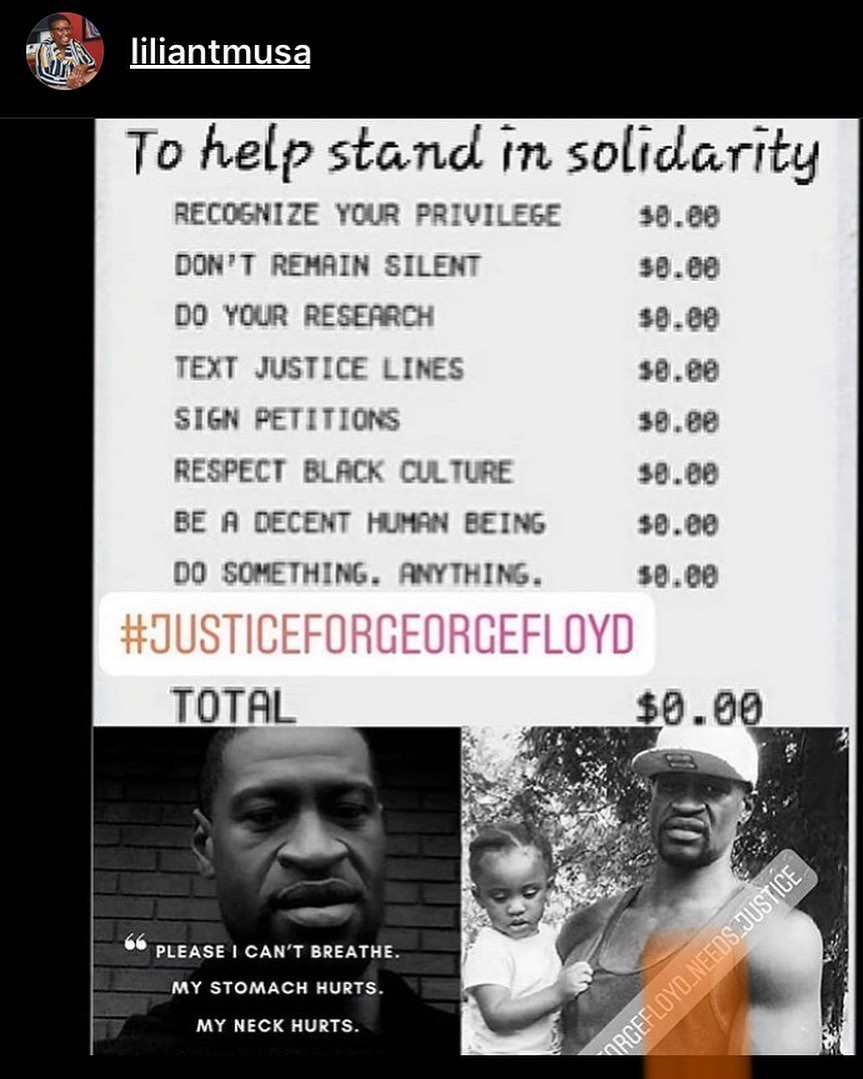 liliantmusa
To help stand in solidarity
RECOGNIZE YOUR PRIVILEGE $0.00
DON'T REMAIN SILENT $0.00
DO YOUR RESEARCH $0.00
TEXT JUSTICE LINES $0.00
SIGN PETITIONS $0.00
RESPECT BLACK CULTURE $0.00
BE A DECENT HUMAN BEING $0.00
DO SOMETHING. ANYTHING. $0.00
#JUSTICEFORGEORGEFLOYD
TOTAL $0.00
“ PLEASE I CAN'T BREATHE.
MY STOMACH HURTS.
MY NECK HURTS.
ORGEFLOYD_NEEDS_JUSTICE